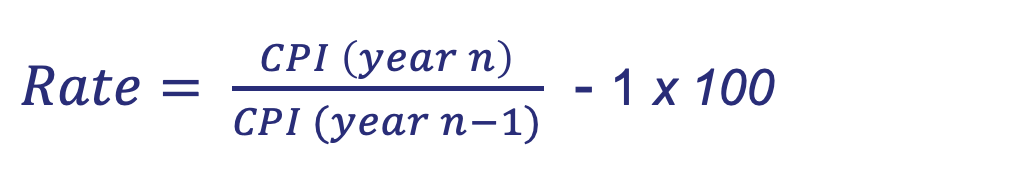 Rate = CPI (year n) / CPI (year n−1) - 1 x 100